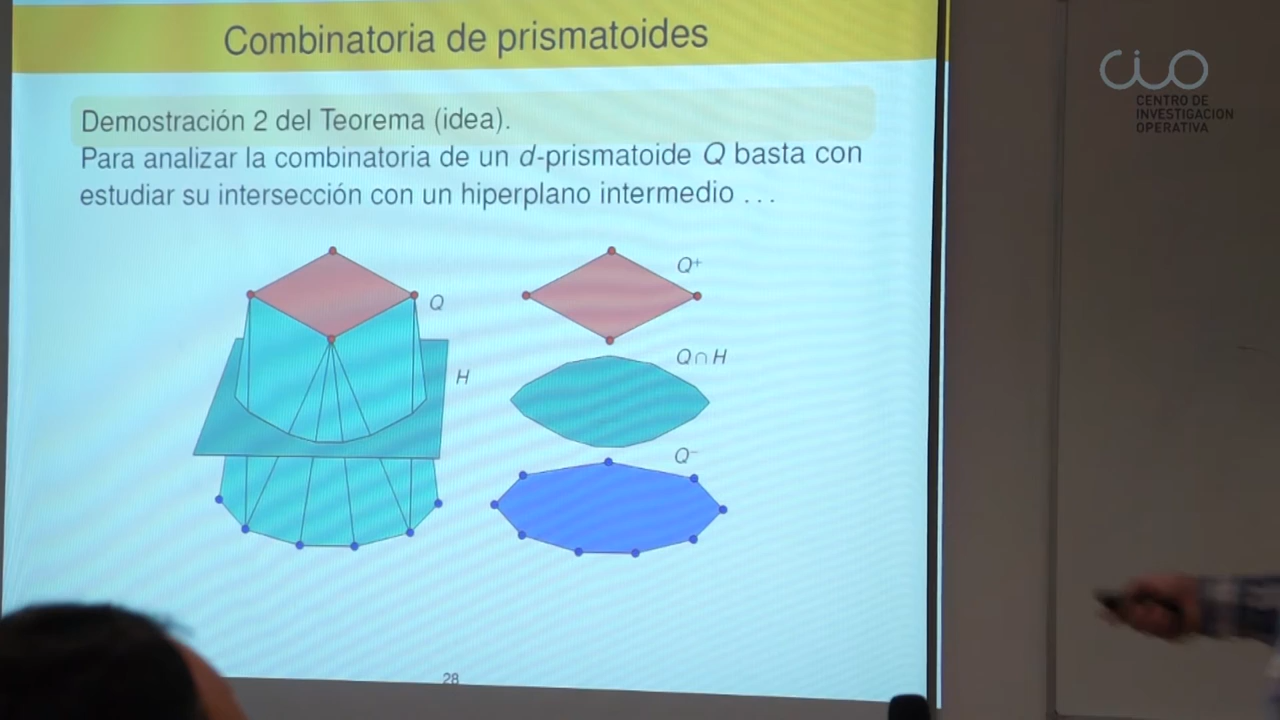 Combinatoria de prismatoides
Demostración 2 del Teorema (idea).
Para analizar la combinatoria de un d-prismatoide Q basta con
estudiar su intersección con un hiperplano intermedio ...
Q
H
Q⁺
Q∩H
Q⁻
28
CIO
CENTRO DE
INVESTIGACION
OPERATIVA